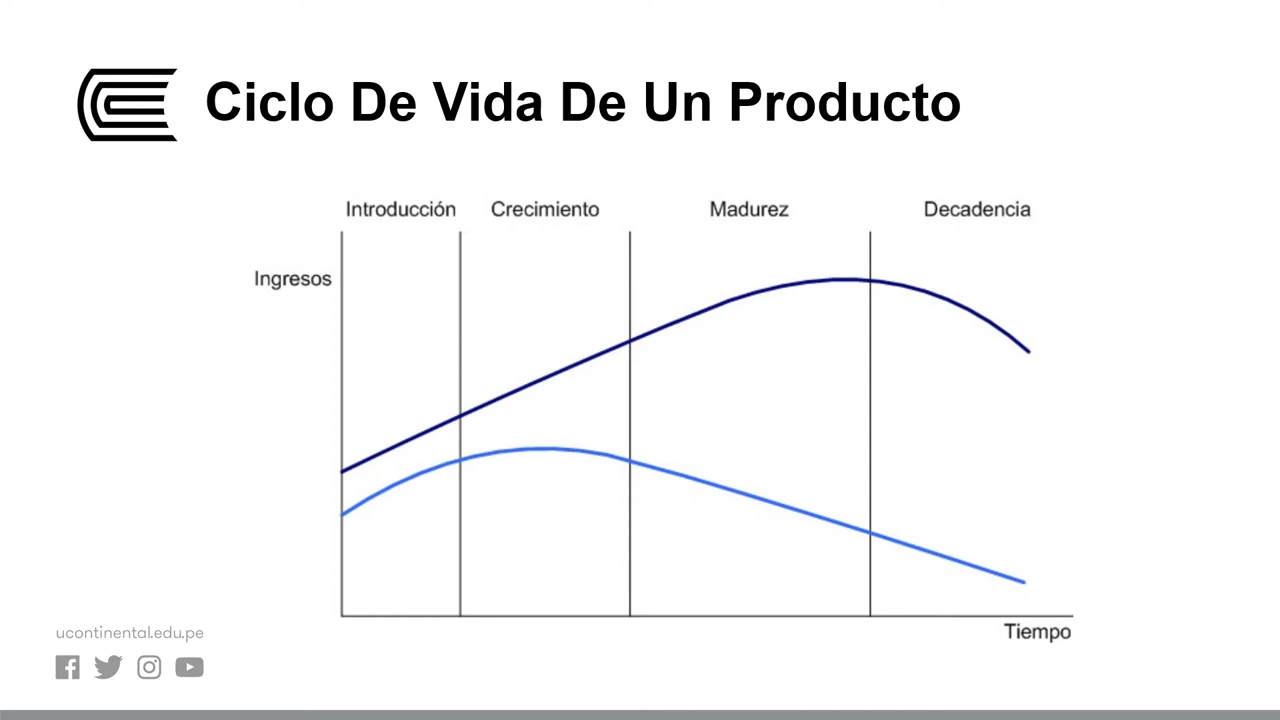 Ciclo De Vida De Un Producto
Introducción Crecimiento Madurez Decadencia
Ingresos
Tiempo
ucontinental.edu.pe